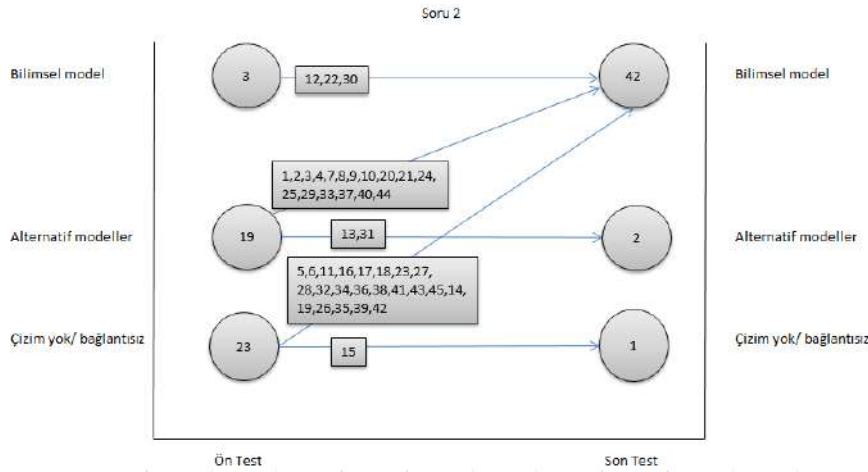 Soru 2
Bilimsel model
3
12,22,30
42
Bilimsel model
1,2,3,4,7,8,9,10,20,21,24,
25,29,33,37,40,44
Alternatif modeller
19
13,31
2
Alternatif modeller
5,6,11,16,17,18,23,27,
28,32,34,36,38,41,43,45,14,
19,26,35,39,42
Çizim yok/ bağlantısız
23
15
1
Çizim yok/ bağlantısız
Ön Test
Son Test